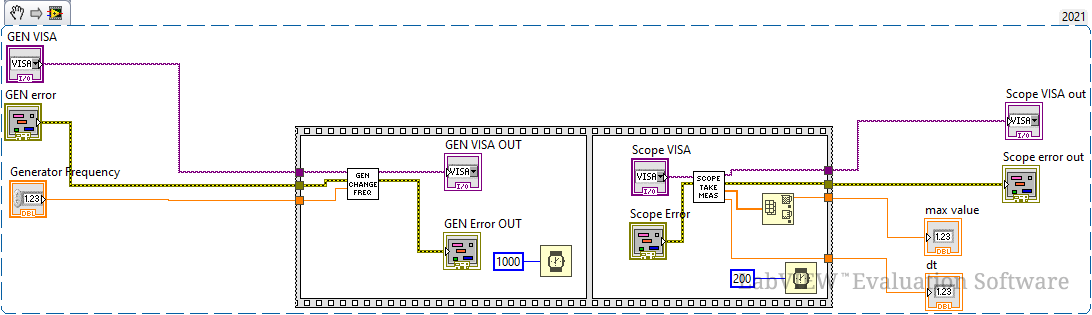 2021
GEN VISA
VISA
I/O
GEN error
Generator Frequency
1.23
DBL
GEN
CHANGE
FREQ
GEN VISA OUT
VISA
I/O
GEN Error OUT
1000
Scope VISA
VISA
I/O
Scope Error
SCOPE
TAKE
MEAS
200
Scope VISA out
VISA
I/O
Scope error out
max value
1.23
DBL
dt
1.23
DBL
LabVIEW™ Evaluation Software